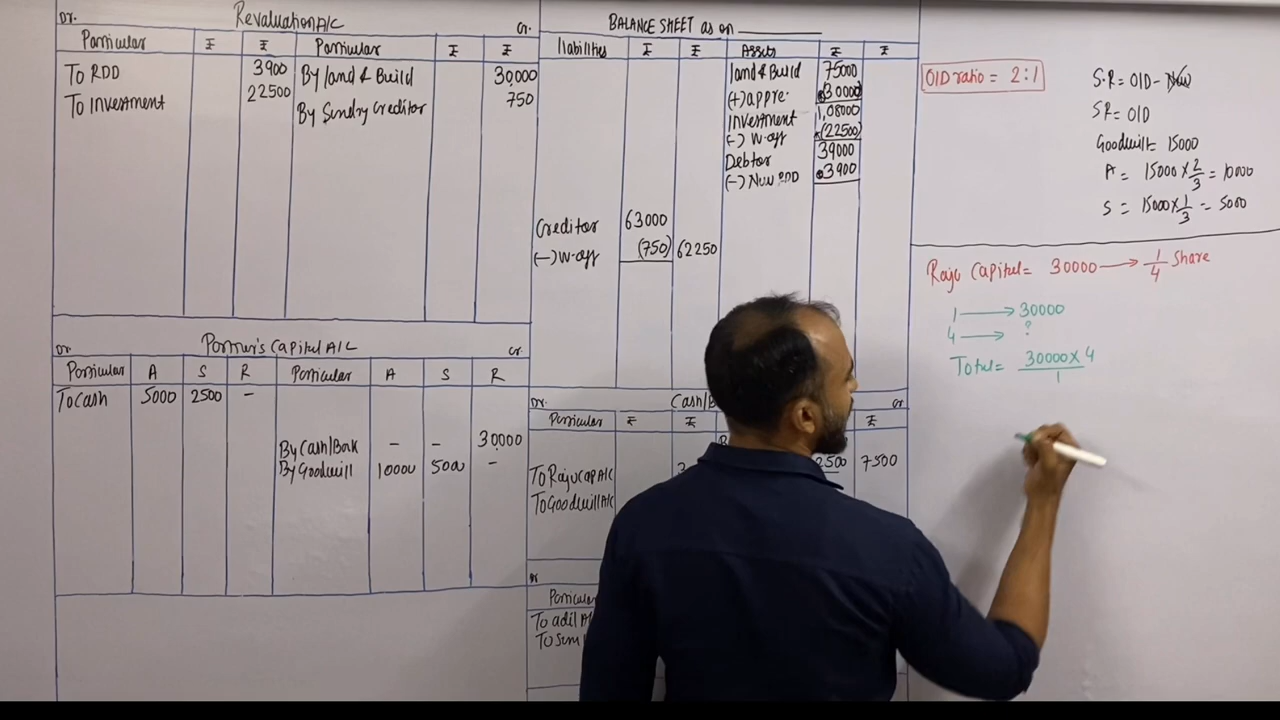 Dr. Revaluation A/C Cr.
Particular ₹ ₹ Particular ₹ ₹
To RDD 3900 By land & Build 30,000
To Investment 22500 By Sundry Creditor 750
BALANCE SHEET as on
liabilities ₹ ₹ Assets ₹ ₹
land & Build 75000
(+) appre. 30000
Investment 1,08000
(-) W-off (22500)
Debtor 39000
(-) New RDD 3900
Creditor 63000
(-) W-off (750) 62250
Dr. Partner's Capital A/C Cr.
Particular A S R Particular A S R
To Cash 5000 2500 -
By Cash/Bank - - 30000
By Goodwill 10000 5000 -
Dr. Cash/B Cr
Particular ₹ ₹ ₹
2500 7500
To Raju cap A/C 3
To Goodwill A/C
Dr
Particular
To adil A
To Sim
OlD ratio = 2:1
S.R = OlD - New
SR = OlD
Goodwill = 15000
A = 15000 × 2/3 = 10000
S = 15000 × 1/3 = 5000
Raju Capital = 30000 → 1/4 Share
1 → 30000
4 → ?
Total = 30000 × 4 / 1